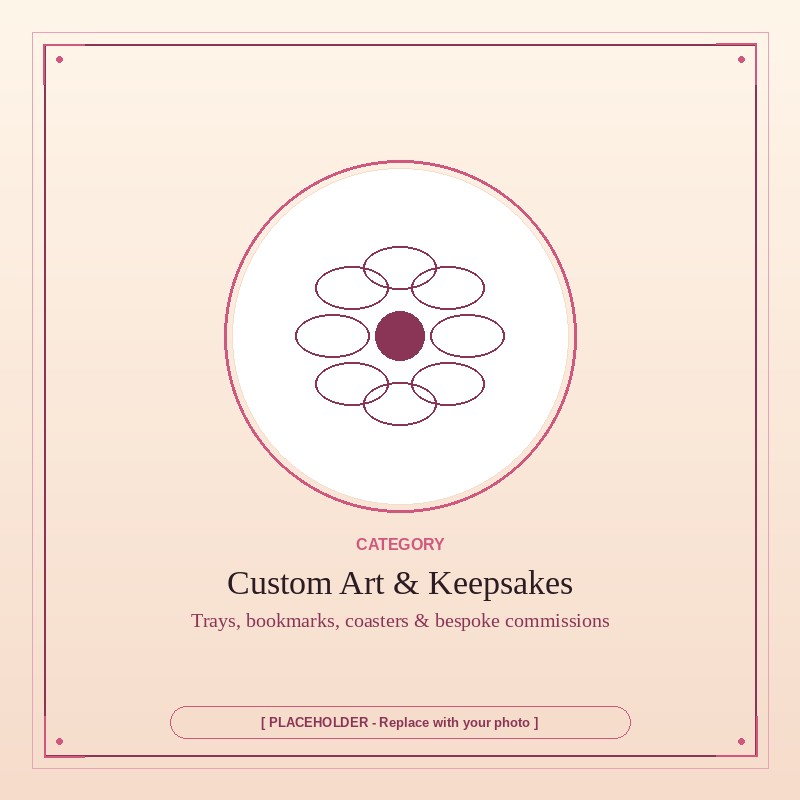 CATEGORY
Custom Art & Keepsakes
Trays, bookmarks, coasters & bespoke commissions
[ PLACEHOLDER - Replace with your photo ]